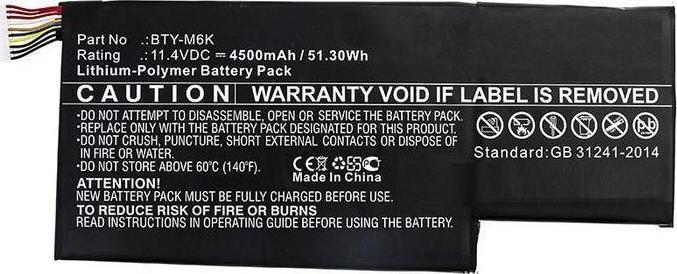 Part No .:BTY-M6K
Rating .:11.4VDC ⎓ 4500mAh / 51.30Wh
Lithium-Polymer Battery Pack
CAUTION WARRANTY VOID IF LABEL IS REMOVED
•DO NOT ATTEMPT TO DISASSEMBLE, OPEN OR SERVICE THE BATTERY.
•REPLACE ONLY WITH THE BATTERY PACK DESIGNATED FOR THIS PRODUCT.
•DO NOT CRUSH, PUNCTURE, SHORT EXTERNAL CONTACTS OR DISPOSE OF
IN FIRE OR WATER.
•DO NOT STORE ABOVE 60℃ (140℉).
Standard: GB 31241-2014
CE
Made In China
ATTENTION!
NEW BATTERY PACK MUST BE FULLY CHARGED BEFORE USE.
RISK OF FIRE OR BURNS
READ INSTRUCTIONS IN OPERATING GUIDE BEFORE USING THE BATTERY.